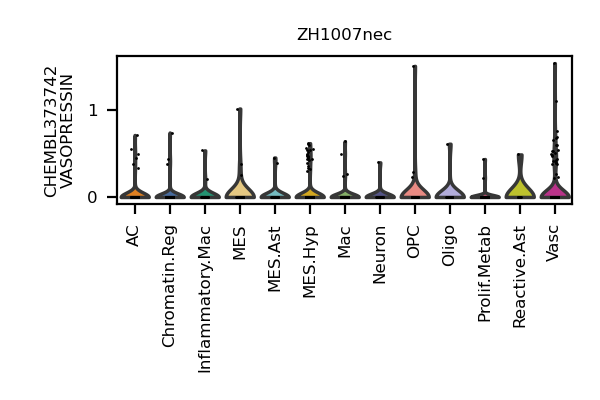 ZH1007nec
CHEMBL373742
VASOPRESSIN
1
0
AC
Chromatin.Reg
Inflammatory.Mac
MES
MES.Ast
MES.Hyp
Mac
Neuron
OPC
Oligo
Prolif.Metab
Reactive.Ast
Vasc